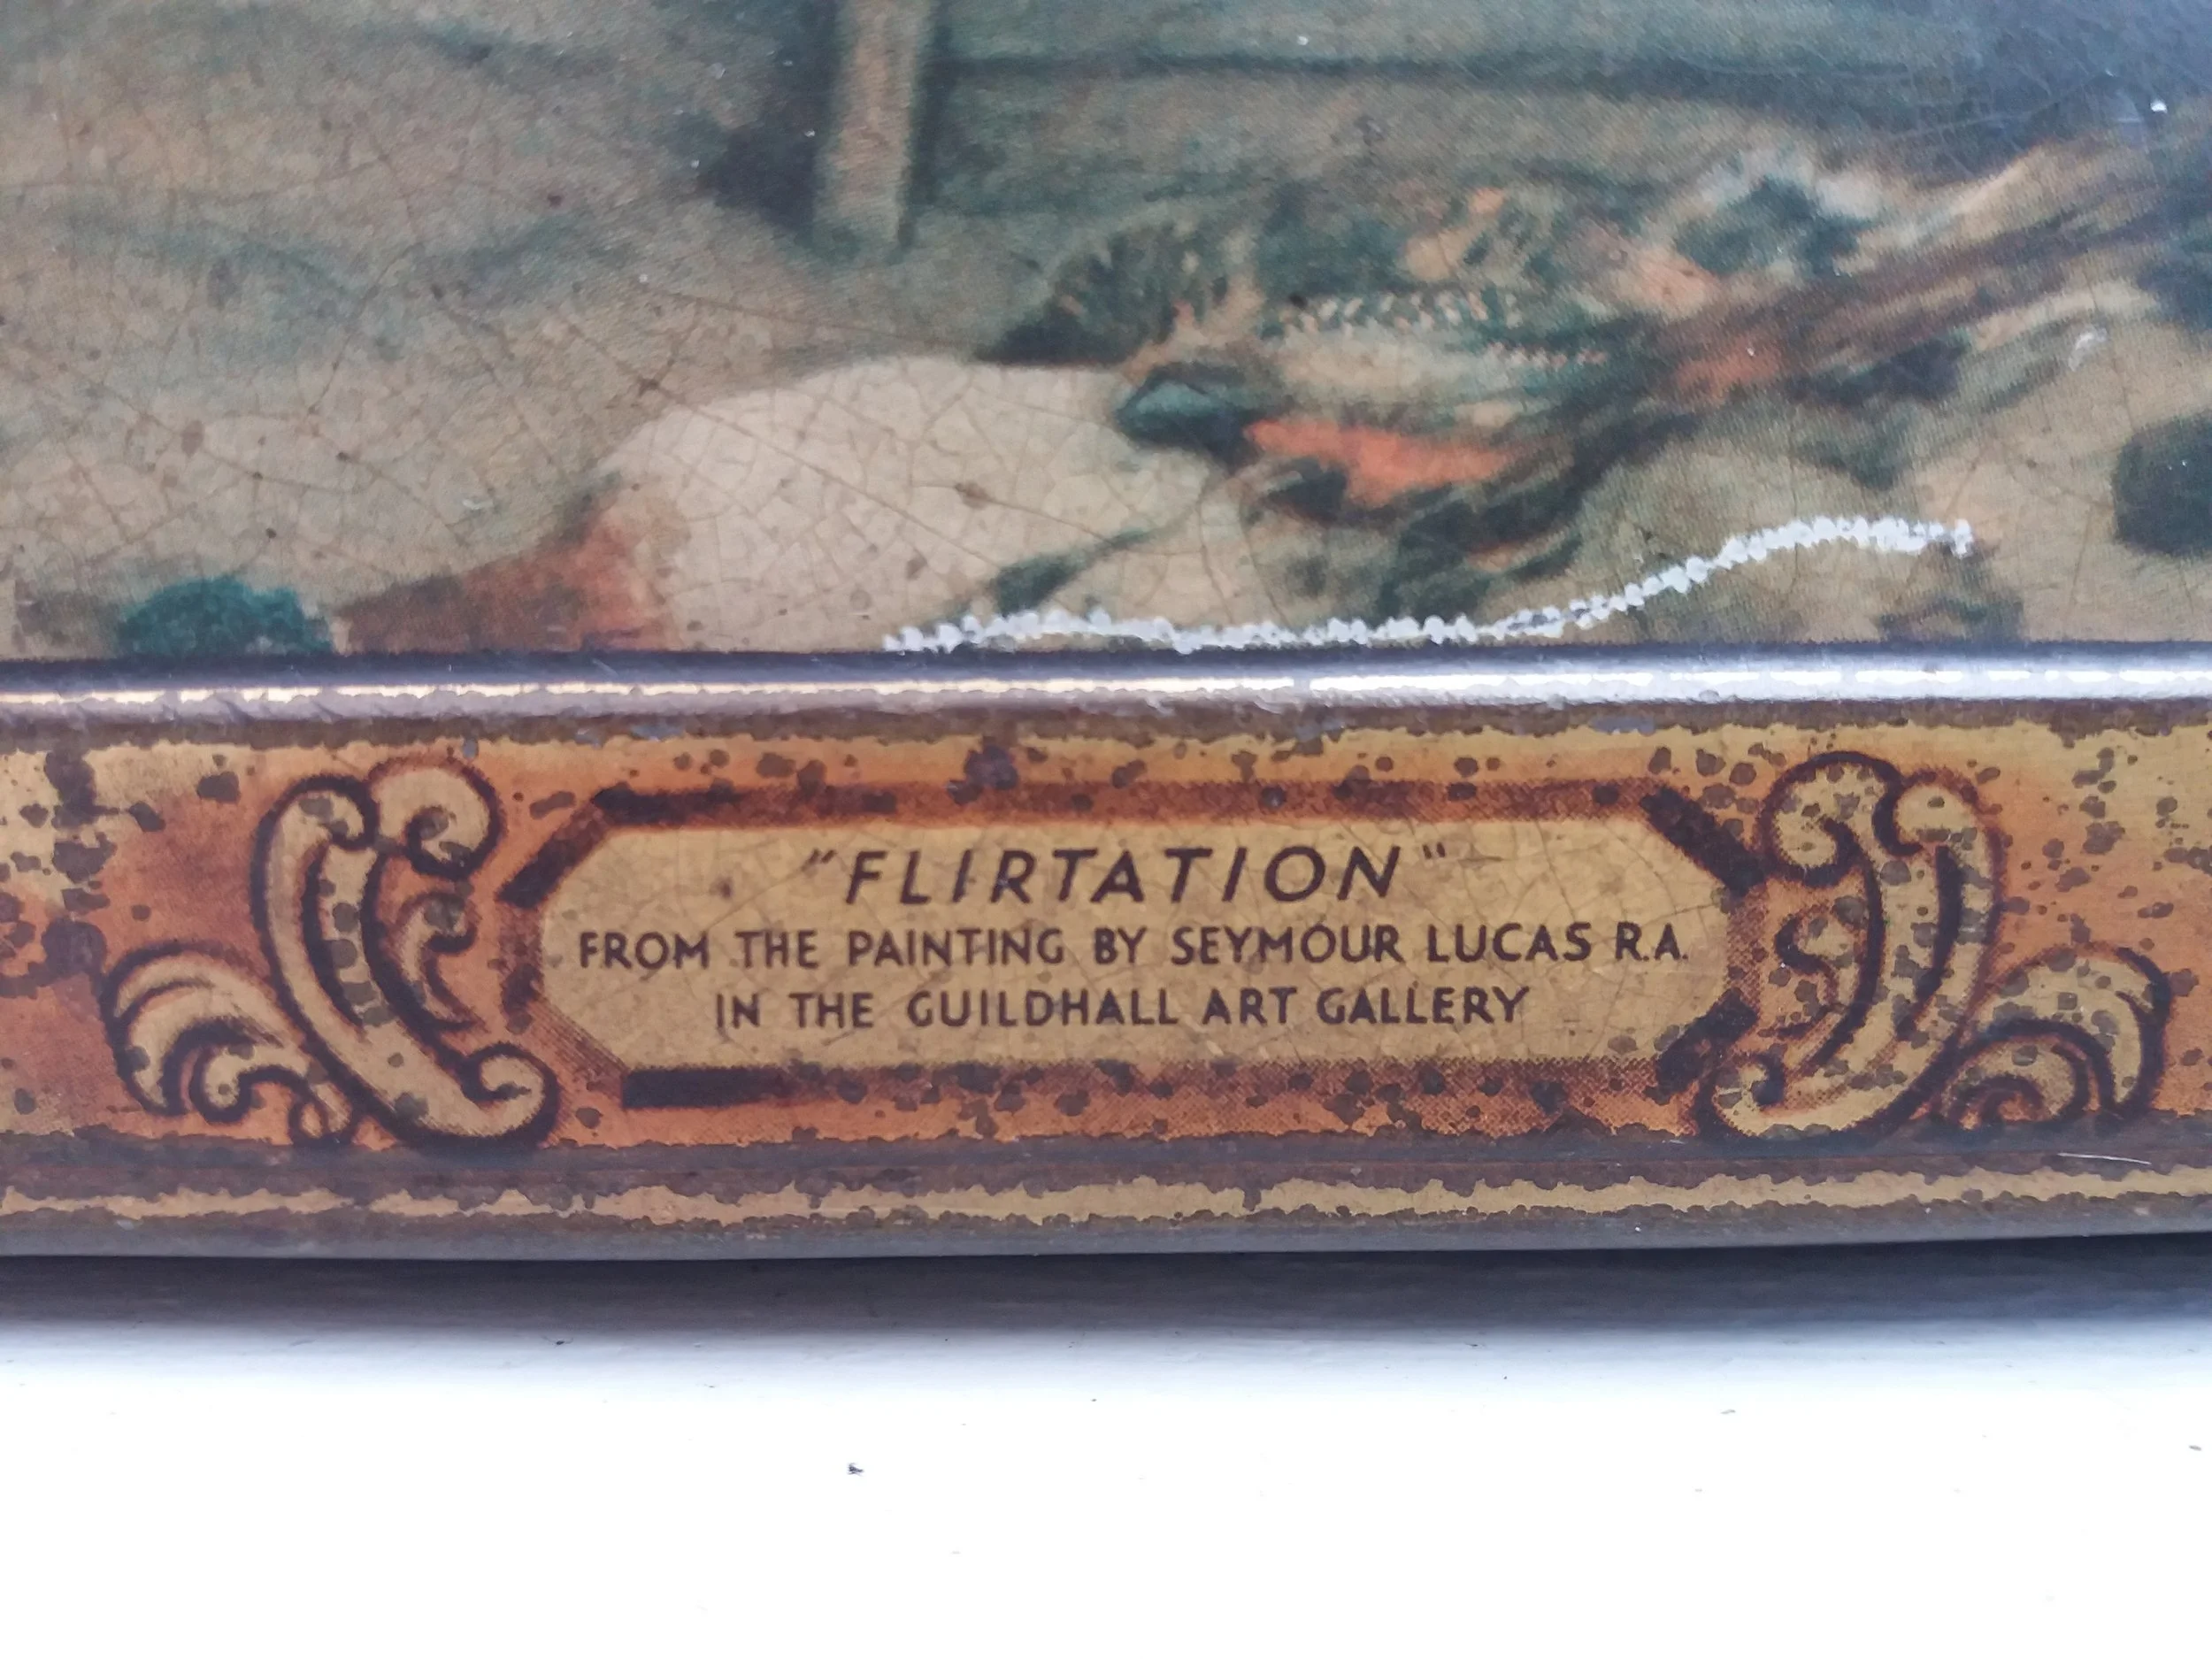 "FLIRTATION"
FROM THE PAINTING BY SEYMOUR LUCAS R.A.
IN THE GUILDHALL ART GALLERY